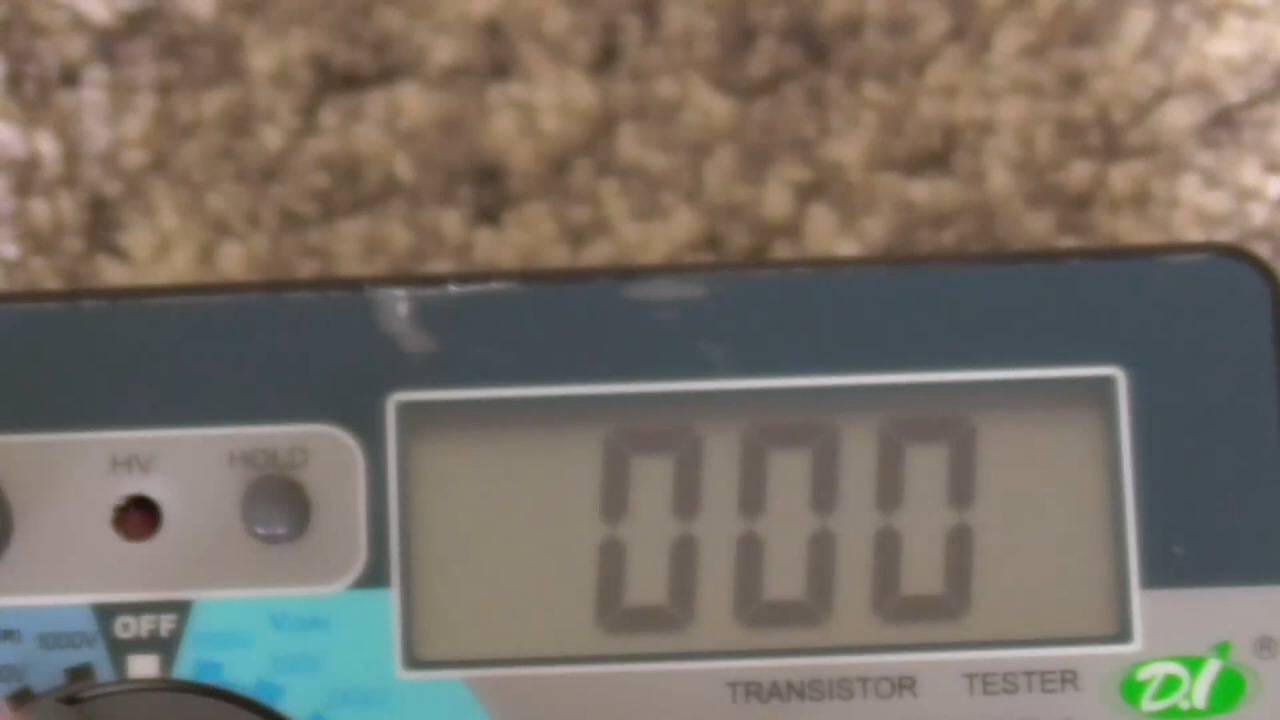 000
HV
HOLD
OFF
1000V
TRANSISTOR TESTER
D.i ®